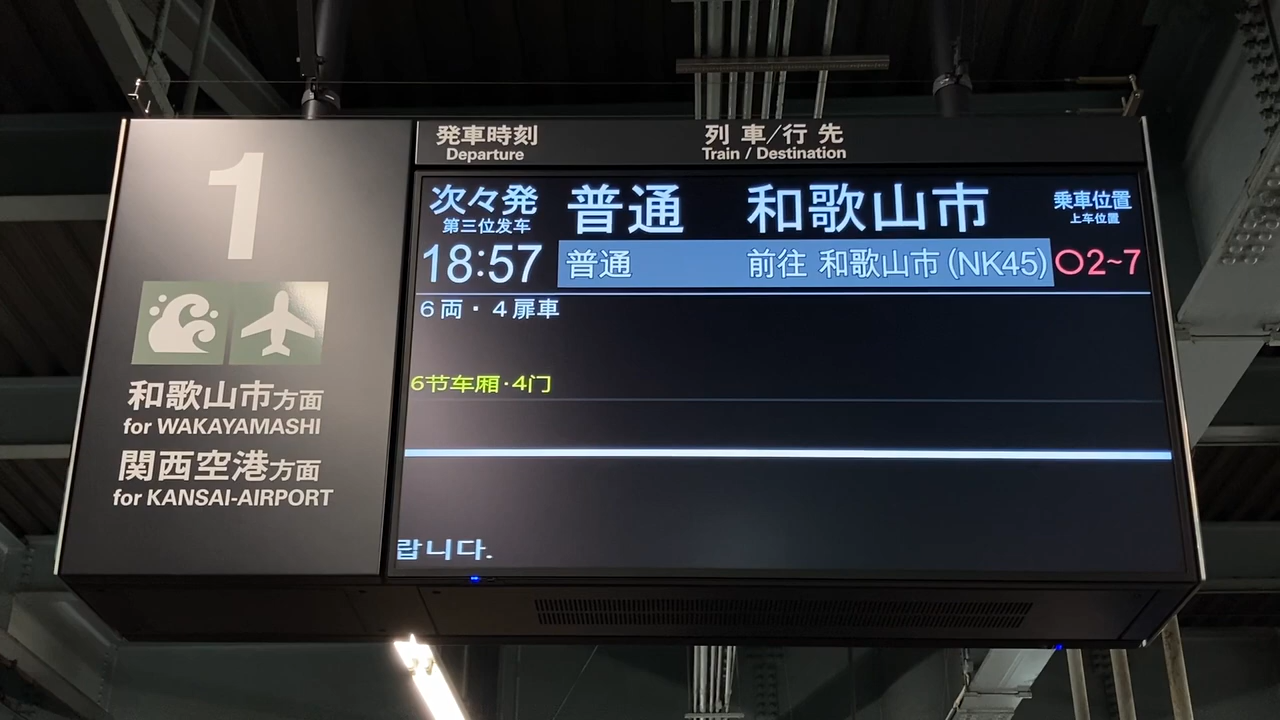 1
和歌山市方面
for WAKAYAMASHI
関西空港方面
for KANSAI-AIRPORT
発車時刻 列車/行先
Departure Train / Destination
次々発 普通 和歌山市 乗車位置
第三位发车 上车位置
18:57 普通 前往 和歌山市 (NK45) ○2~7
6両・4扉車
6节车厢·4门
랍니다.